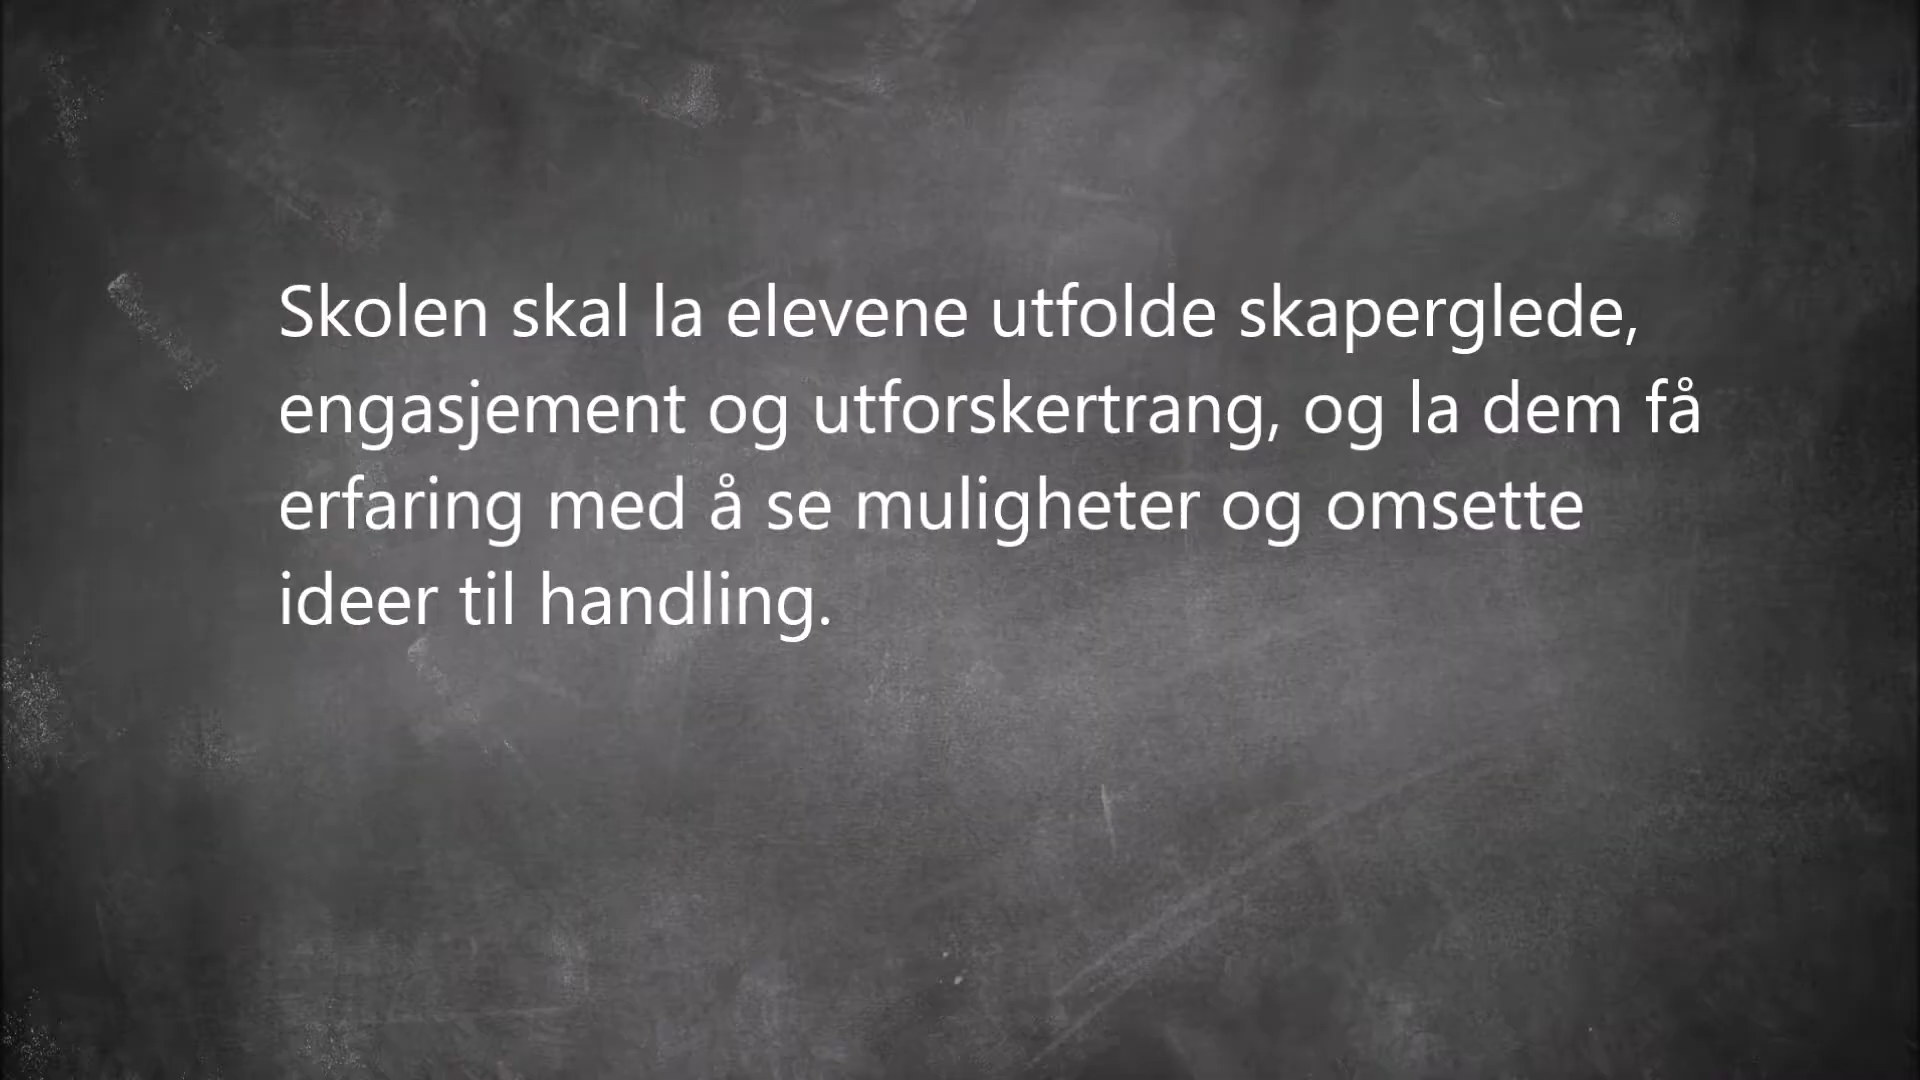 Skolen skal la elevene utfolde skaperglede,
engasjement og utforskertrang, og la dem få
erfaring med å se muligheter og omsette
ideer til handling.